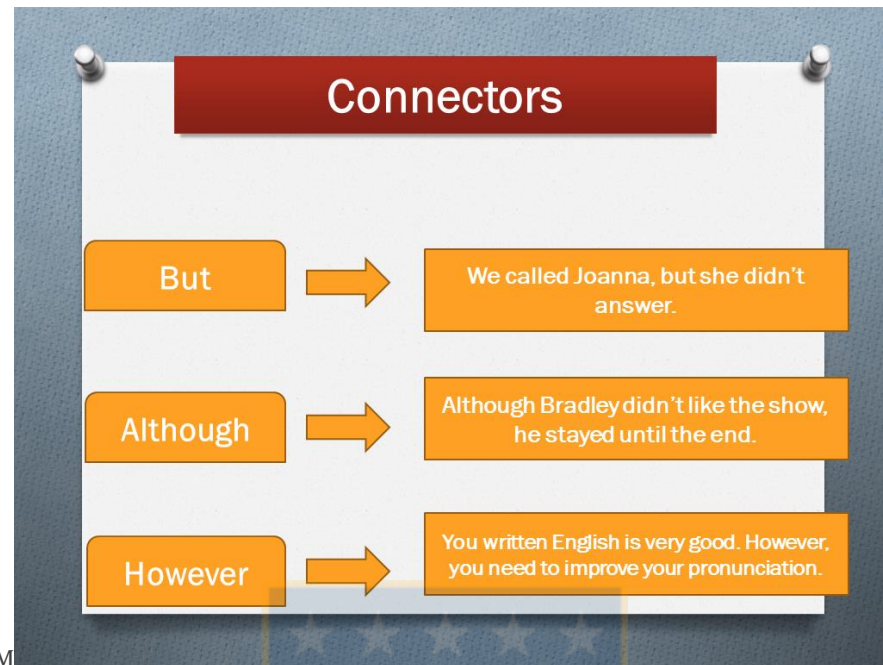 Connectors
But
We called Joanna, but she didn't
answer.
Although
Although Bradley didn't like the show,
he stayed until the end.
However
You written English is very good. However,
you need to improve your pronunciation.
M